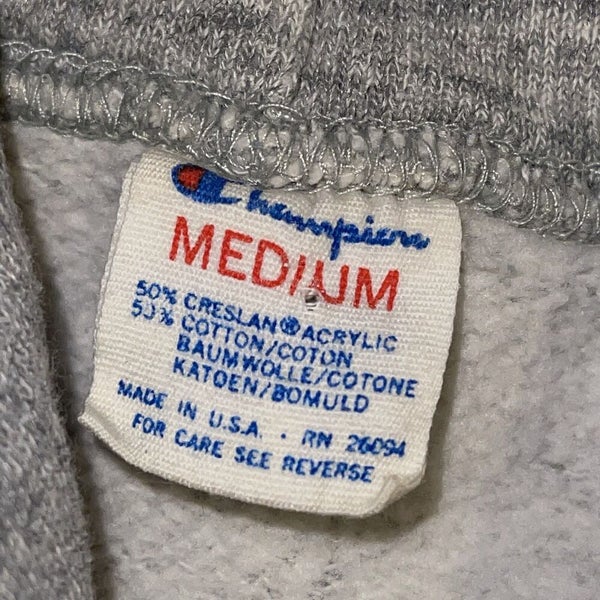 Champion
MEDIUM
50% CRESLAN® ACRYLIC
50% COTTON/COTON
BAUMWOLLE/COTONE
KATOEN/BOMULD
MADE IN U.S.A. · RN 26094
FOR CARE SEE REVERSE